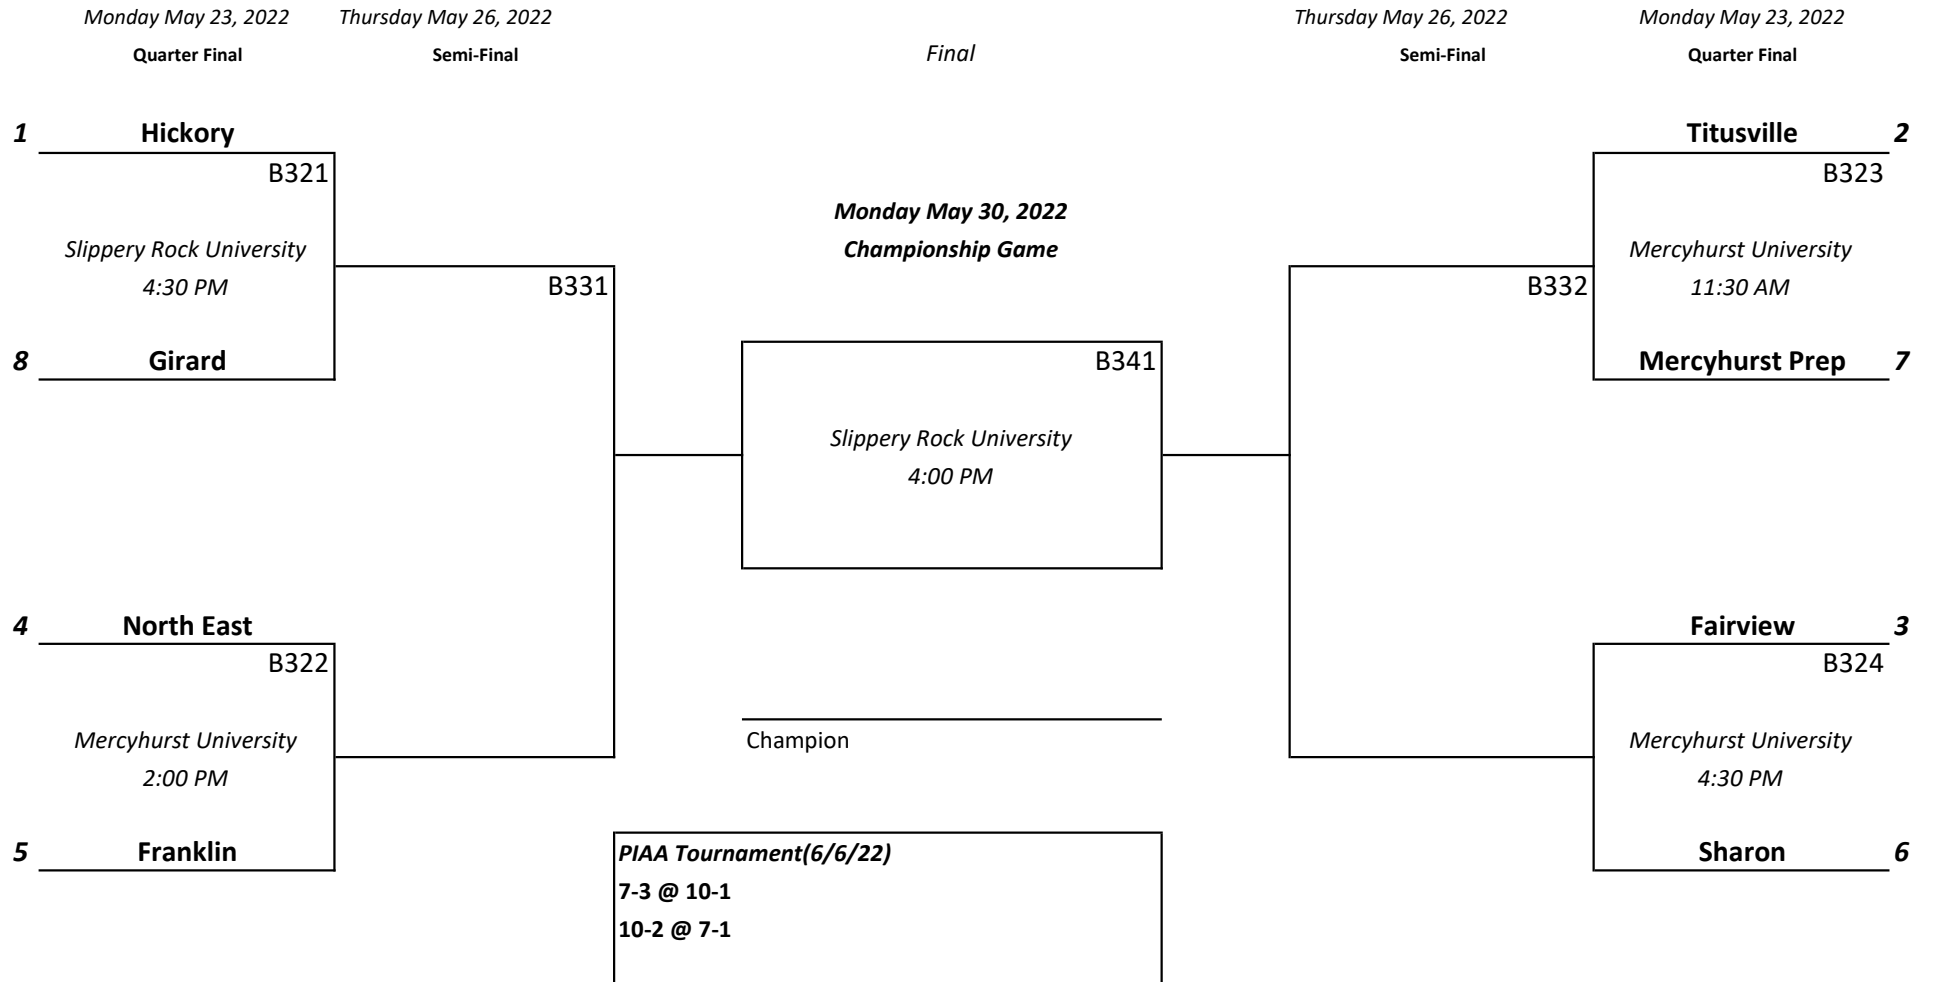 Monday May 23, 2022
Thursday May 26, 2022
Thursday May 26, 2022
Monday May 23, 2022
Quarter Final
Semi-Final
Final
Semi-Final
Quarter Final
1 Hickory
B321
Slippery Rock University
4:30 PM
8 Girard
B331
4 North East
B322
Mercyhurst University
2:00 PM
5 Franklin
Monday May 30, 2022
Championship Game
B341
Slippery Rock University
4:00 PM
Champion
PIAA Tournament(6/6/22)
7-3 @ 10-1
10-2 @ 7-1
Titusville 2
B323
Mercyhurst University
11:30 AM
Mercyhurst Prep 7
B332
Fairview 3
B324
Mercyhurst University
4:30 PM
Sharon 6